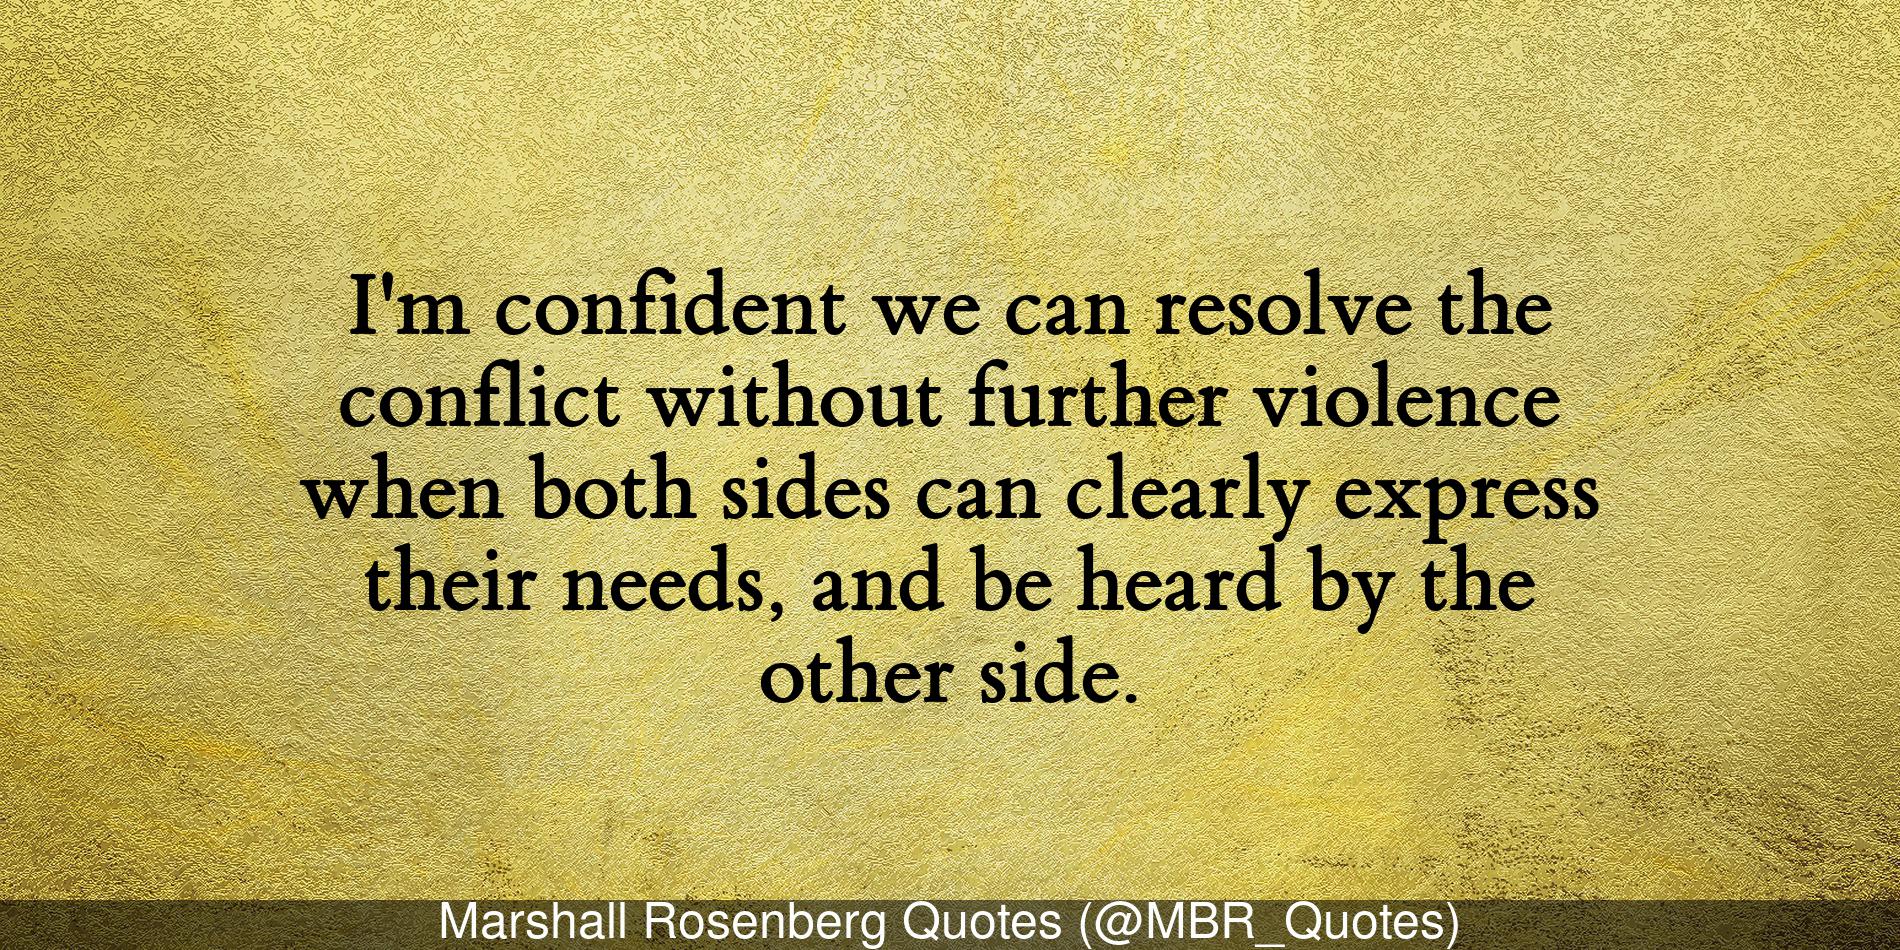 I'm confident we can resolve the
conflict without further violence
when both sides can clearly express
their needs, and be heard by the
other side.
Marshall Rosenberg Quotes (@MBR_Quotes)